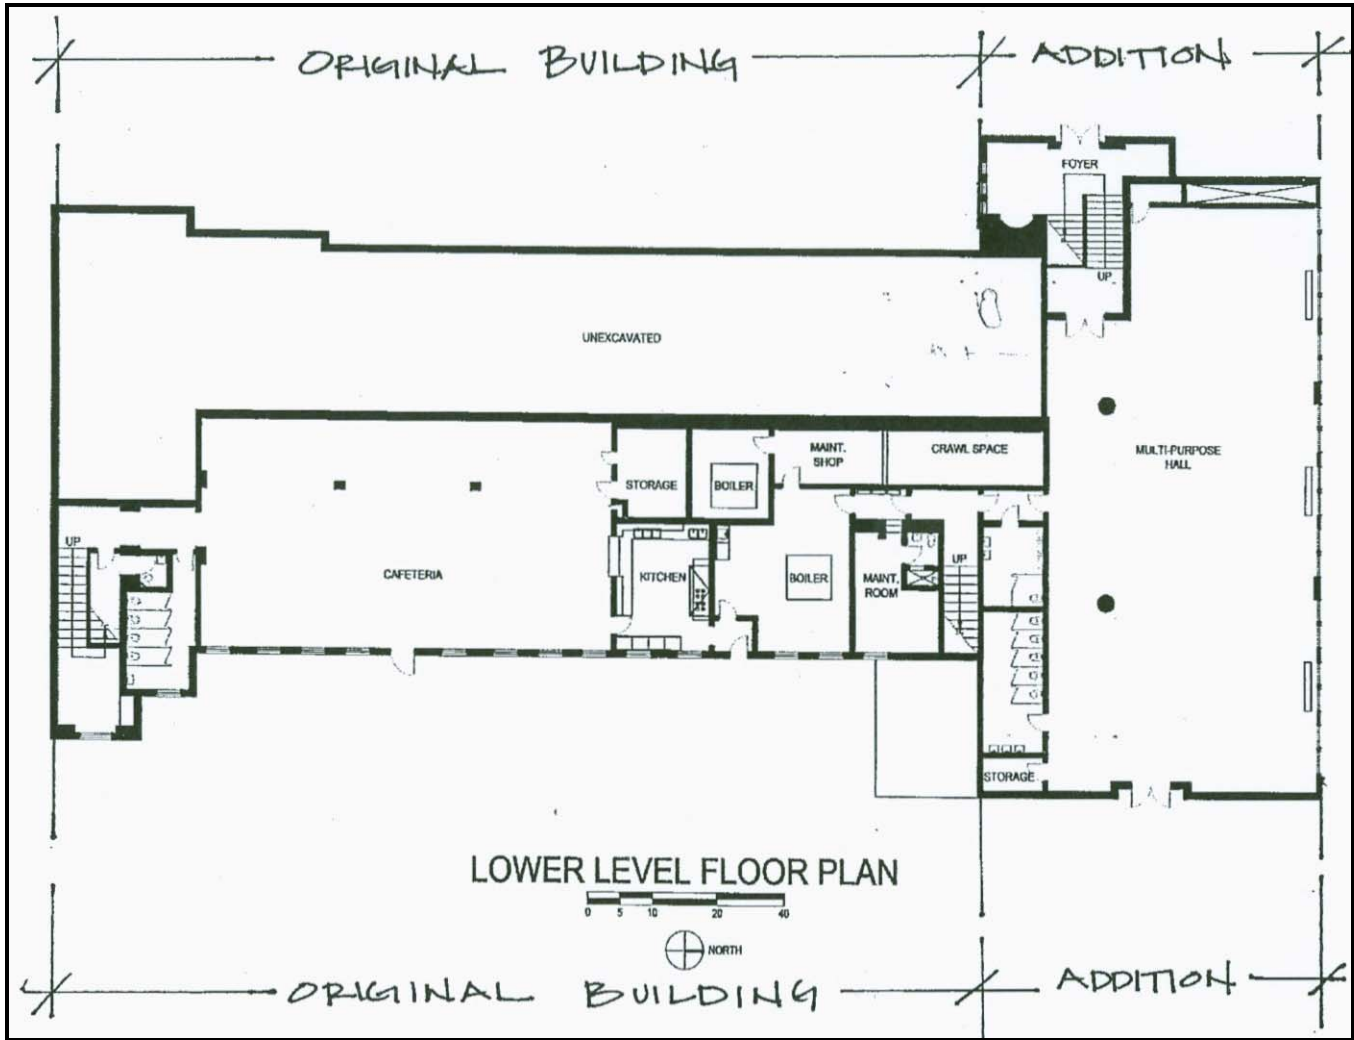 ORIGINAL BUILDING
ADDITION
FOYER
UP
UNEXCAVATED
MAINT.
SHOP
CRAWL SPACE
MULTI-PURPOSE
HALL
STORAGE
BOILER
UP
CAFETERIA
KITCHEN
BOILER
MAINT.
ROOM
UP
STORAGE
LOWER LEVEL FLOOR PLAN
0 5 10 20 40
NORTH
ORIGINAL BUILDING
ADDITION